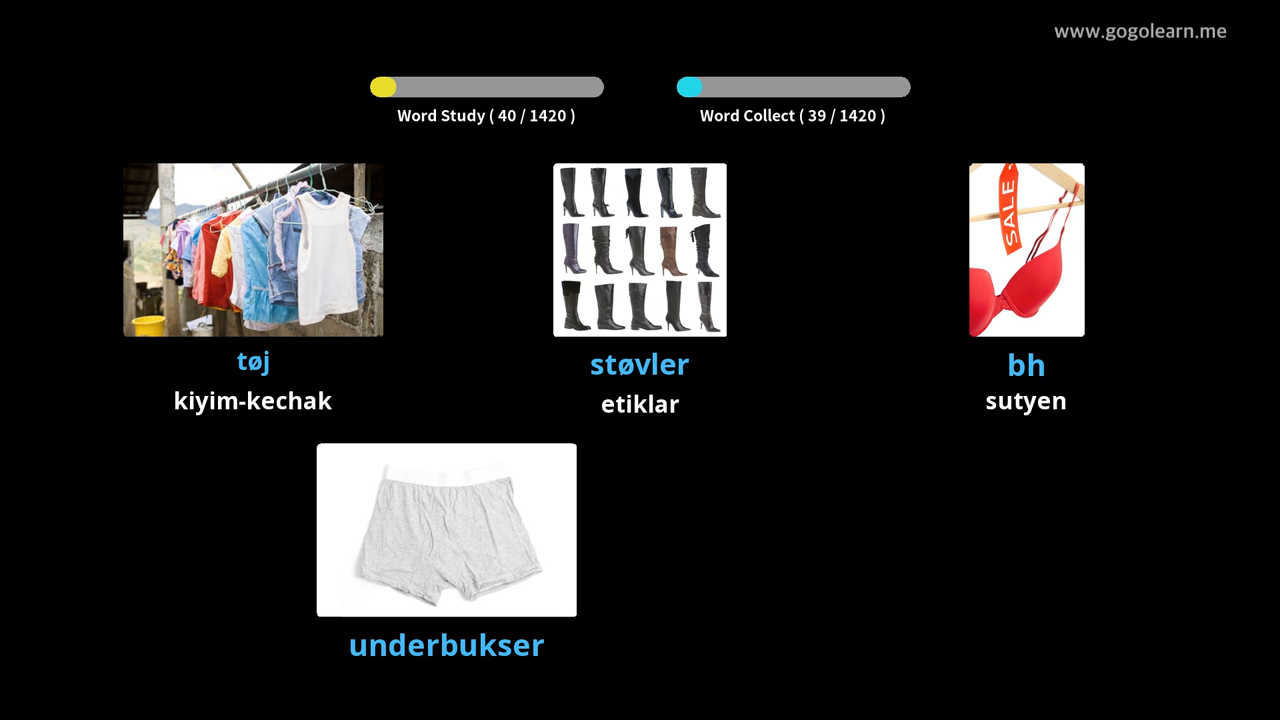 www.gogolearn.me
Word Study ( 40 / 1420 )
Word Collect ( 39 / 1420 )
SALE
tøj
støvler
bh
kiyim-kechak
etiklar
sutyen
underbukser